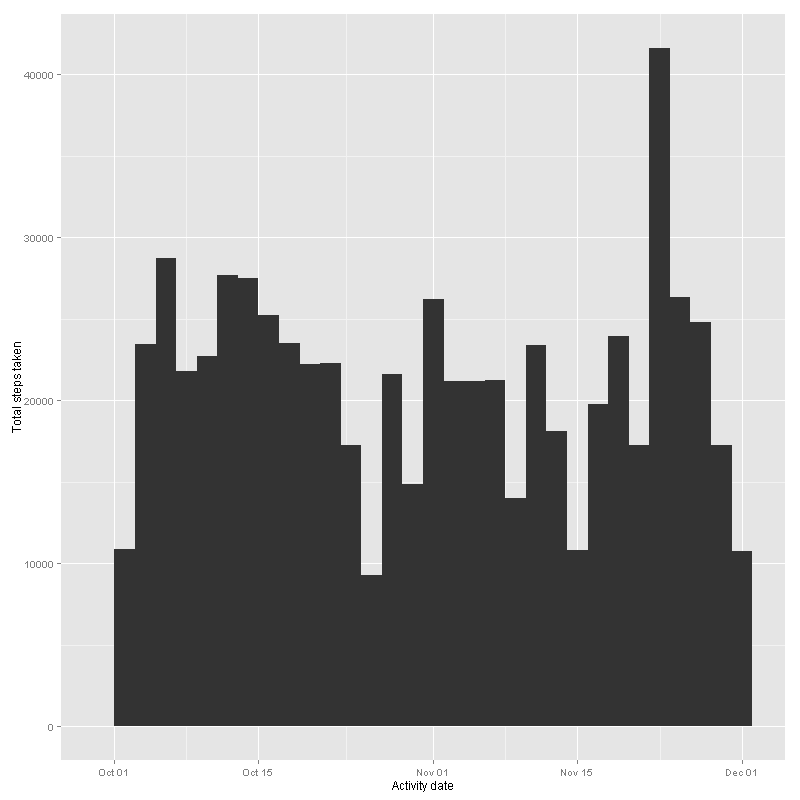 40000
30000
20000
10000
0
Total steps taken
Oct 01
Oct 15
Nov 01
Nov 15
Dec 01
Activity date